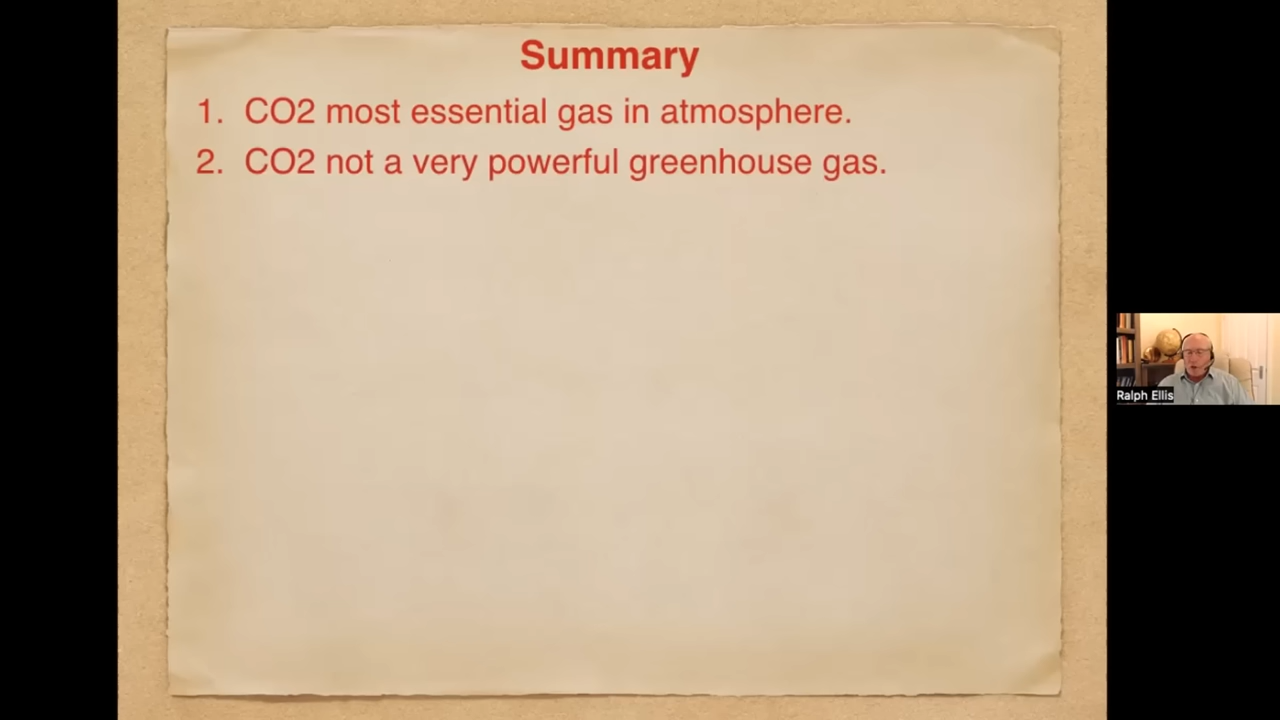 Summary
1. CO2 most essential gas in atmosphere.
2. CO2 not a very powerful greenhouse gas.
Ralph Ellis